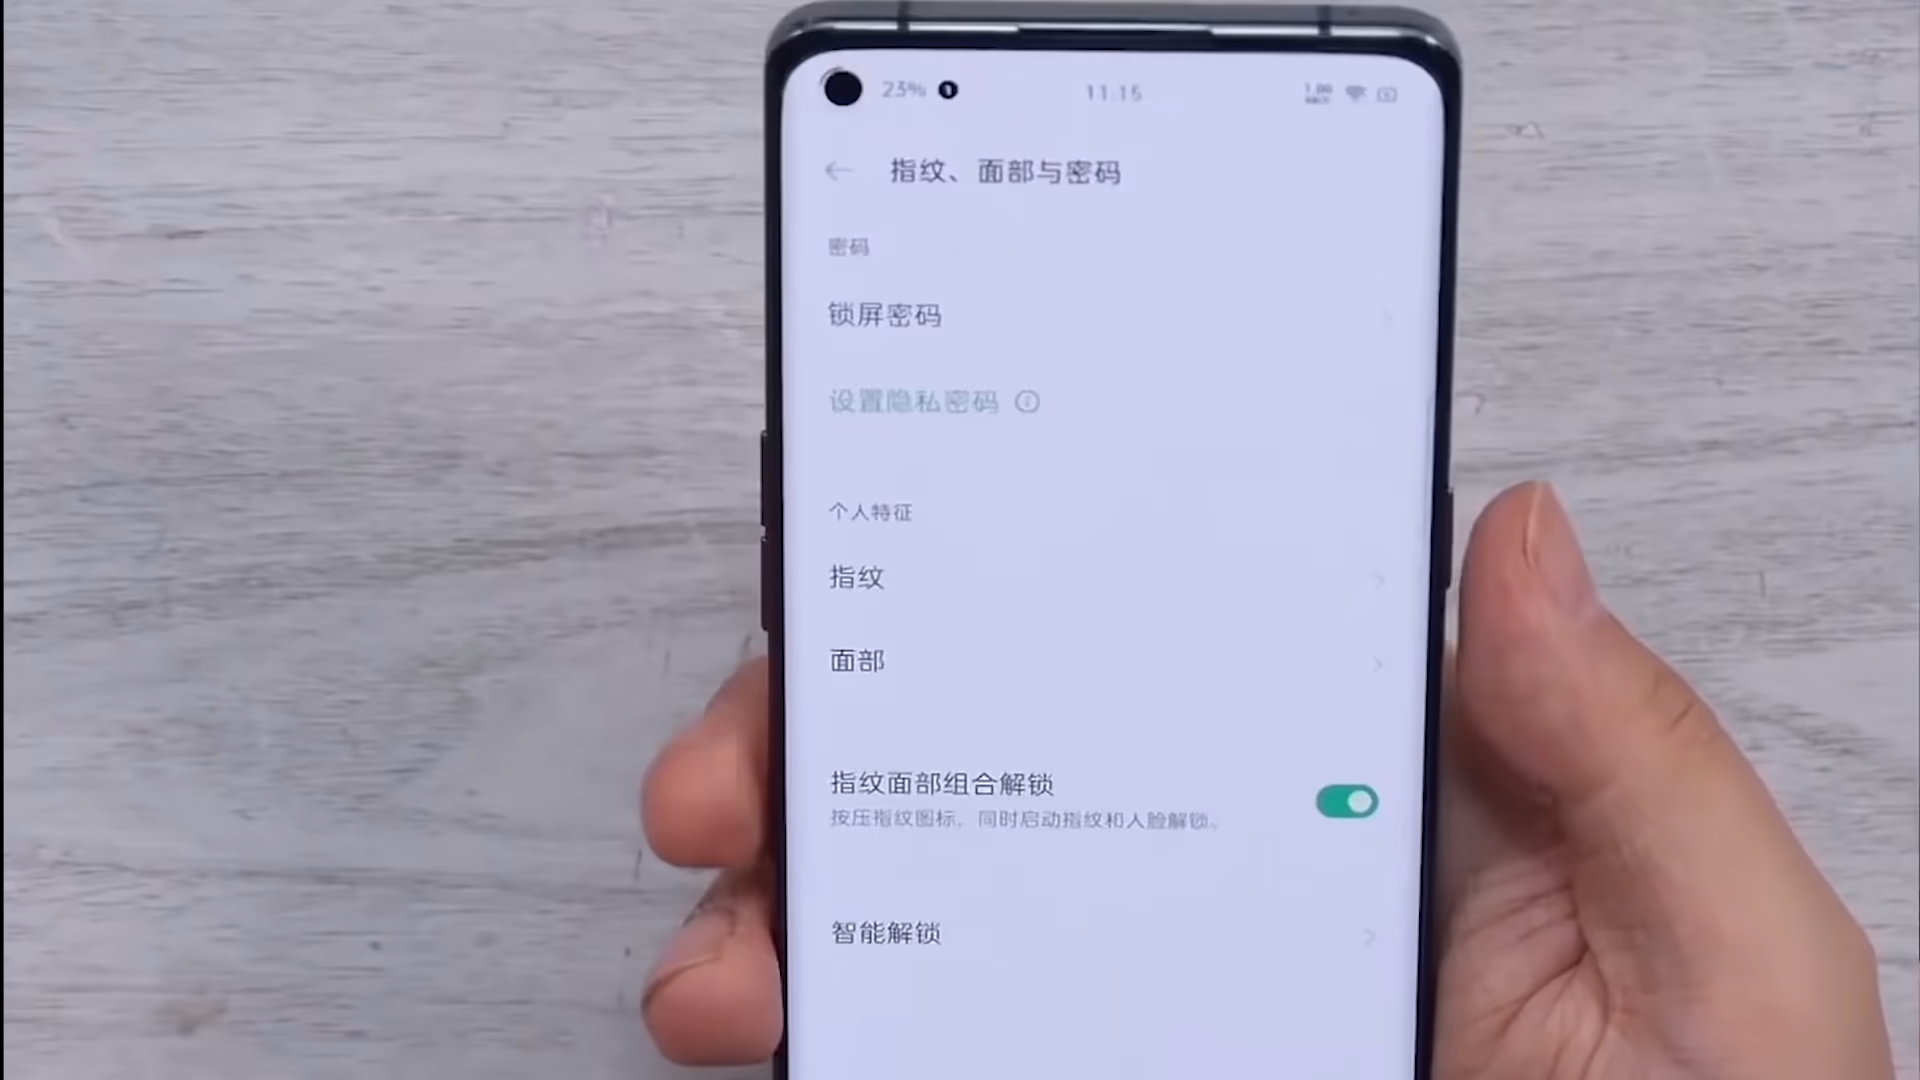 23%
11:15
指纹、面部与密码
密码
锁屏密码
设置隐私密码
个人特征
指纹
面部
指纹面部组合解锁
按压指纹图标，同时启动指纹和人脸解锁。
智能解锁